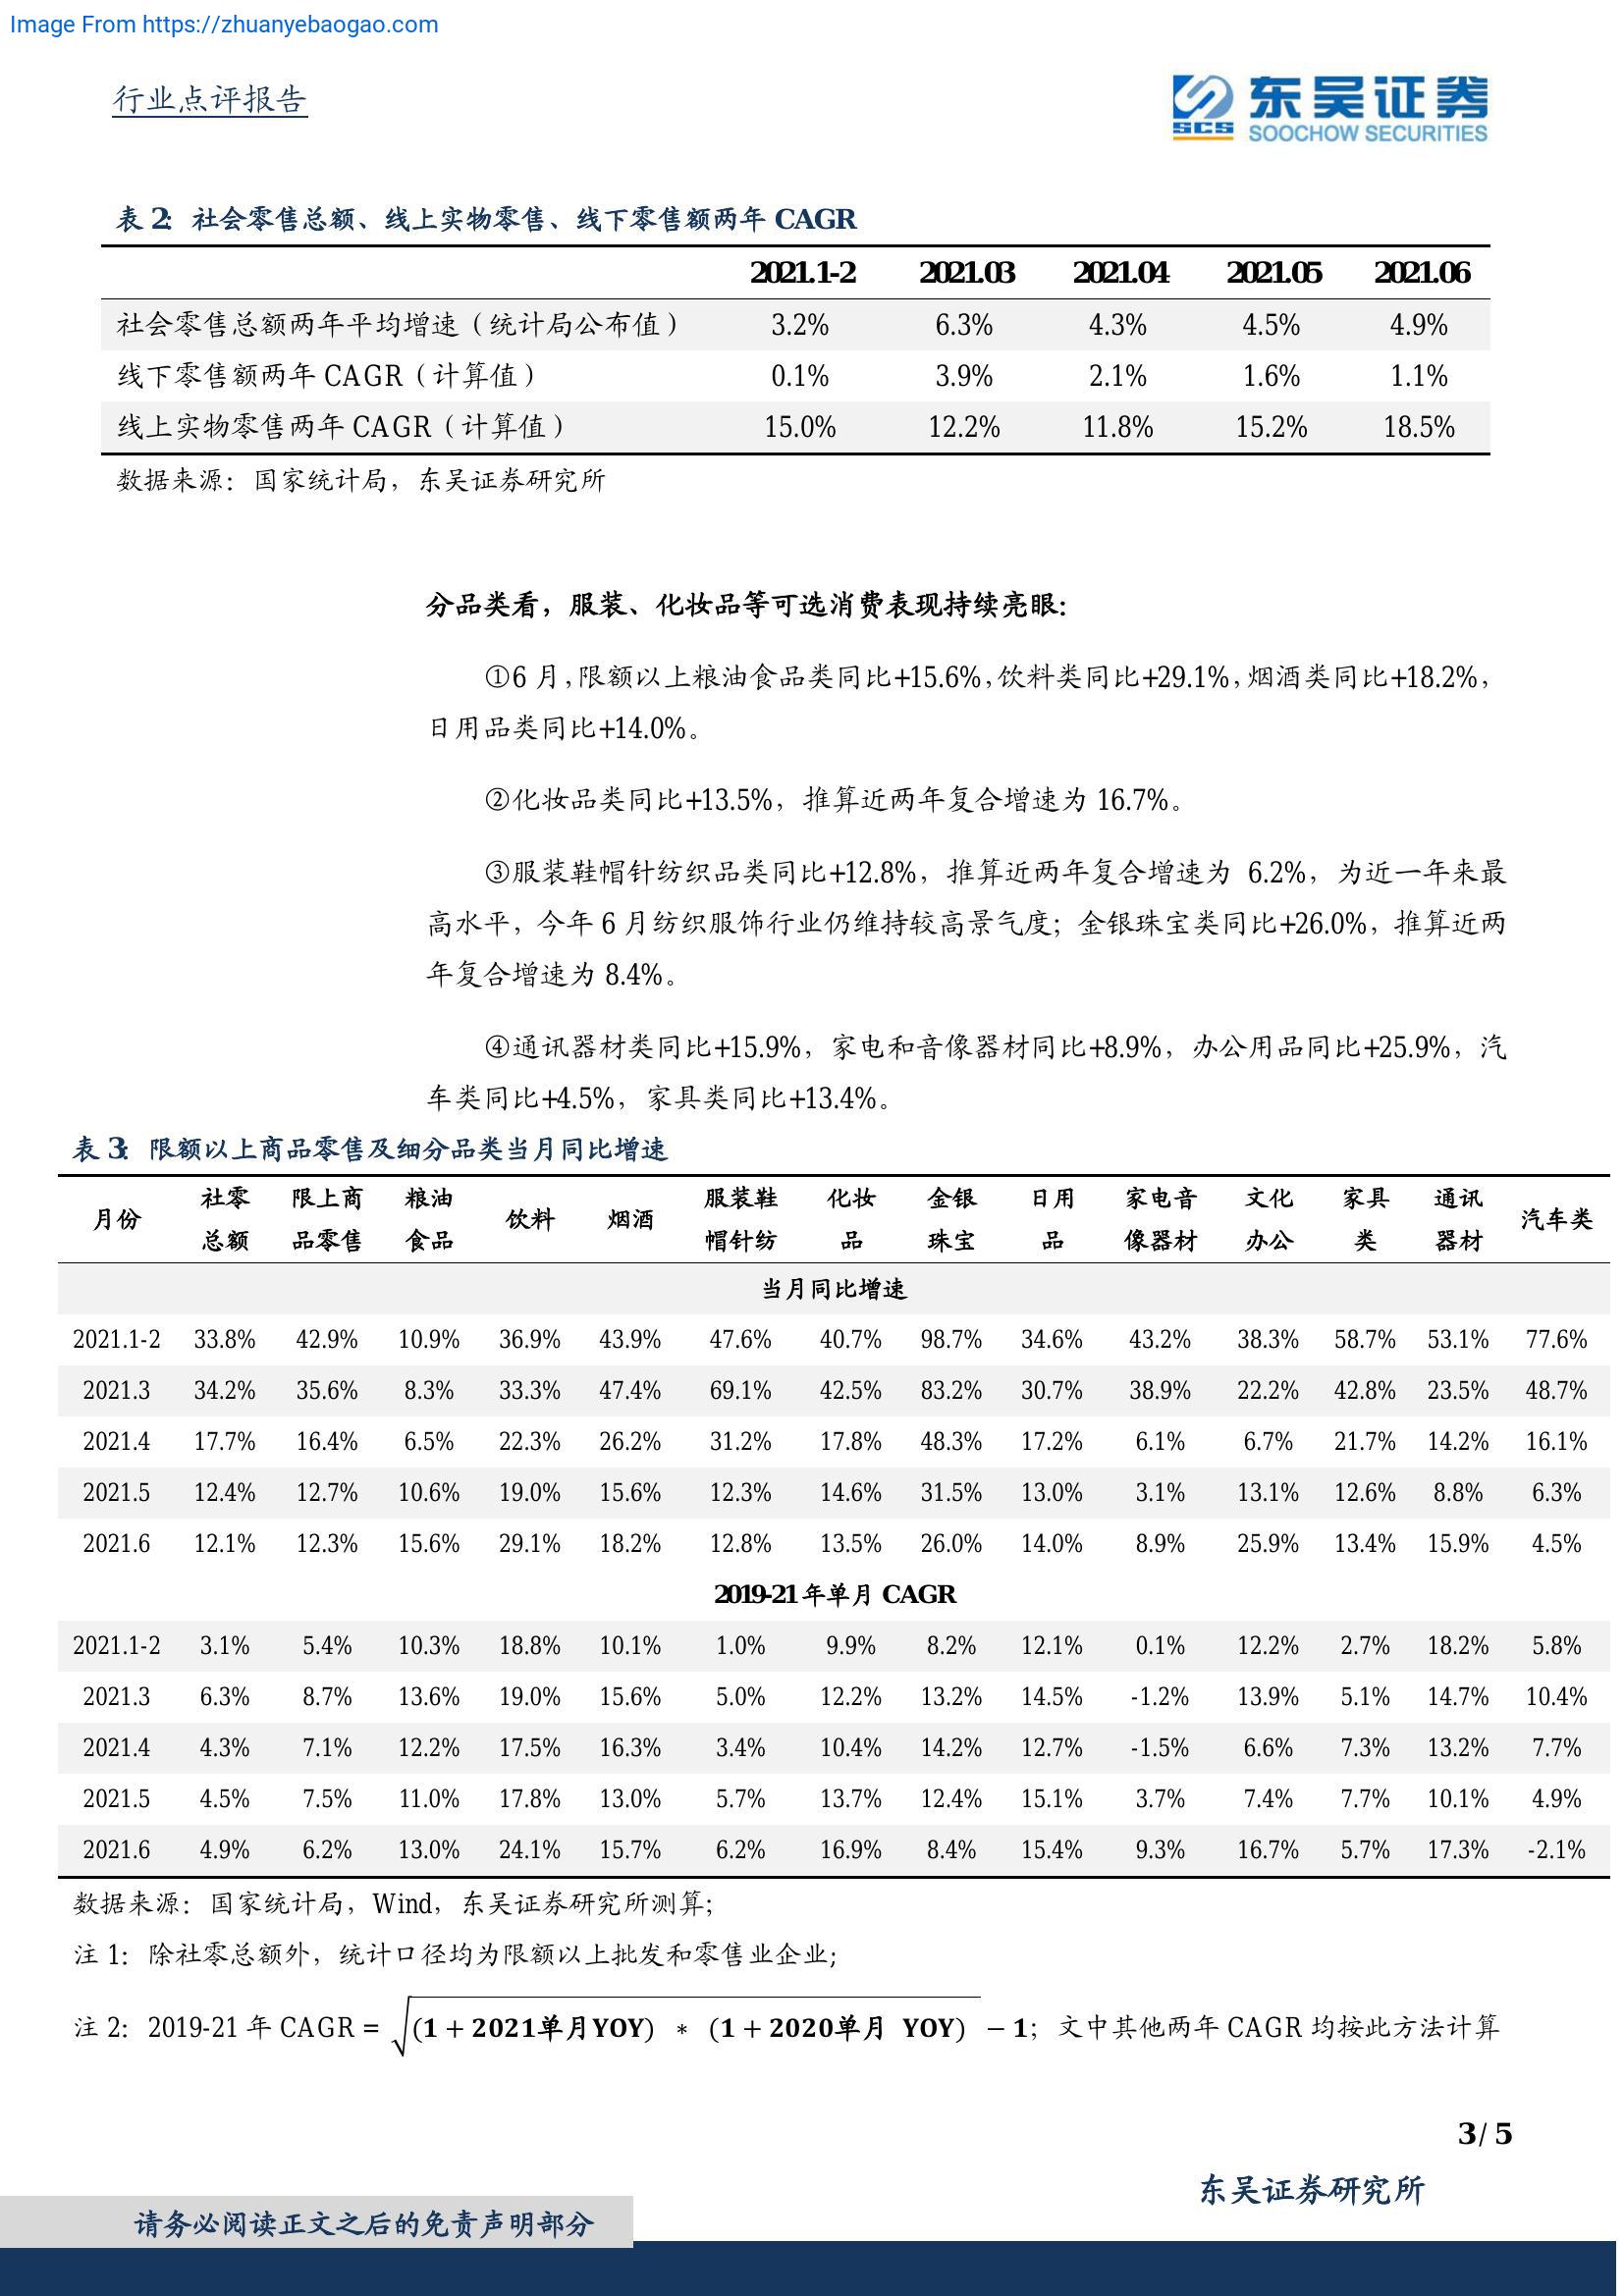 Image From https://zhuanyebaogao.com
行业点评报告
SCS 东吴证券
SOOCHOW SECURITIES
表 2：社会零售总额、线上实物零售、线下零售额两年 CAGR
2021.1-2 2021.03 2021.04 2021.05 2021.06
社会零售总额两年平均增速（统计局公布值） 3.2% 6.3% 4.3% 4.5% 4.9%
线下零售额两年 CAGR（计算值） 0.1% 3.9% 2.1% 1.6% 1.1%
线上实物零售两年 CAGR（计算值） 15.0% 12.2% 11.8% 15.2% 18.5%
数据来源：国家统计局，东吴证券研究所
分品类看，服装、化妆品等可选消费表现持续亮眼：
①6 月，限额以上粮油食品类同比+15.6%，饮料类同比+29.1%，烟酒类同比+18.2%，
日用品类同比+14.0%。
②化妆品类同比+13.5%，推算近两年复合增速为 16.7%。
③服装鞋帽针纺织品类同比+12.8%，推算近两年复合增速为 6.2%，为近一年来最
高水平，今年 6 月纺织服饰行业仍维持较高景气度；金银珠宝类同比+26.0%，推算近两
年复合增速为 8.4%。
④通讯器材类同比+15.9%，家电和音像器材同比+8.9%，办公用品同比+25.9%，汽
车类同比+4.5%，家具类同比+13.4%。
表 3：限额以上商品零售及细分品类当月同比增速
月份 社零总额 限上商品零售 粮油食品 饮料 烟酒 服装鞋帽针纺 化妆品 金银珠宝 日用品 家电音像器材 文化办公 家具类 通讯器材 汽车类
当月同比增速
2021.1-2 33.8% 42.9% 10.9% 36.9% 43.9% 47.6% 40.7% 98.7% 34.6% 43.2% 38.3% 58.7% 53.1% 77.6%
2021.3 34.2% 35.6% 8.3% 33.3% 47.4% 69.1% 42.5% 83.2% 30.7% 38.9% 22.2% 42.8% 23.5% 48.7%
2021.4 17.7% 16.4% 6.5% 22.3% 26.2% 31.2% 17.8% 48.3% 17.2% 6.1% 6.7% 21.7% 14.2% 16.1%
2021.5 12.4% 12.7% 10.6% 19.0% 15.6% 12.3% 14.6% 31.5% 13.0% 3.1% 13.1% 12.6% 8.8% 6.3%
2021.6 12.1% 12.3% 15.6% 29.1% 18.2% 12.8% 13.5% 26.0% 14.0% 8.9% 25.9% 13.4% 15.9% 4.5%
2019-21 年单月 CAGR
2021.1-2 3.1% 5.4% 10.3% 18.8% 10.1% 1.0% 9.9% 8.2% 12.1% 0.1% 12.2% 2.7% 18.2% 5.8%
2021.3 6.3% 8.7% 13.6% 19.0% 15.6% 5.0% 12.2% 13.2% 14.5% -1.2% 13.9% 5.1% 14.7% 10.4%
2021.4 4.3% 7.1% 12.2% 17.5% 16.3% 3.4% 10.4% 14.2% 12.7% -1.5% 6.6% 7.3% 13.2% 7.7%
2021.5 4.5% 7.5% 11.0% 17.8% 13.0% 5.7% 13.7% 12.4% 15.1% 3.7% 7.4% 7.7% 10.1% 4.9%
2021.6 4.9% 6.2% 13.0% 24.1% 15.7% 6.2% 16.9% 8.4% 15.4% 9.3% 16.7% 5.7% 17.3% -2.1%
数据来源：国家统计局，Wind，东吴证券研究所测算；
注 1：除社零总额外，统计口径均为限额以上批发和零售业企业；
注 2：2019-21 年 CAGR = √(1 + 2021单月YOY) * (1 + 2020单月 YOY) − 1；文中其他两年 CAGR 均按此方法计算
3/ 5
东吴证券研究所
请务必阅读正文之后的免责声明部分